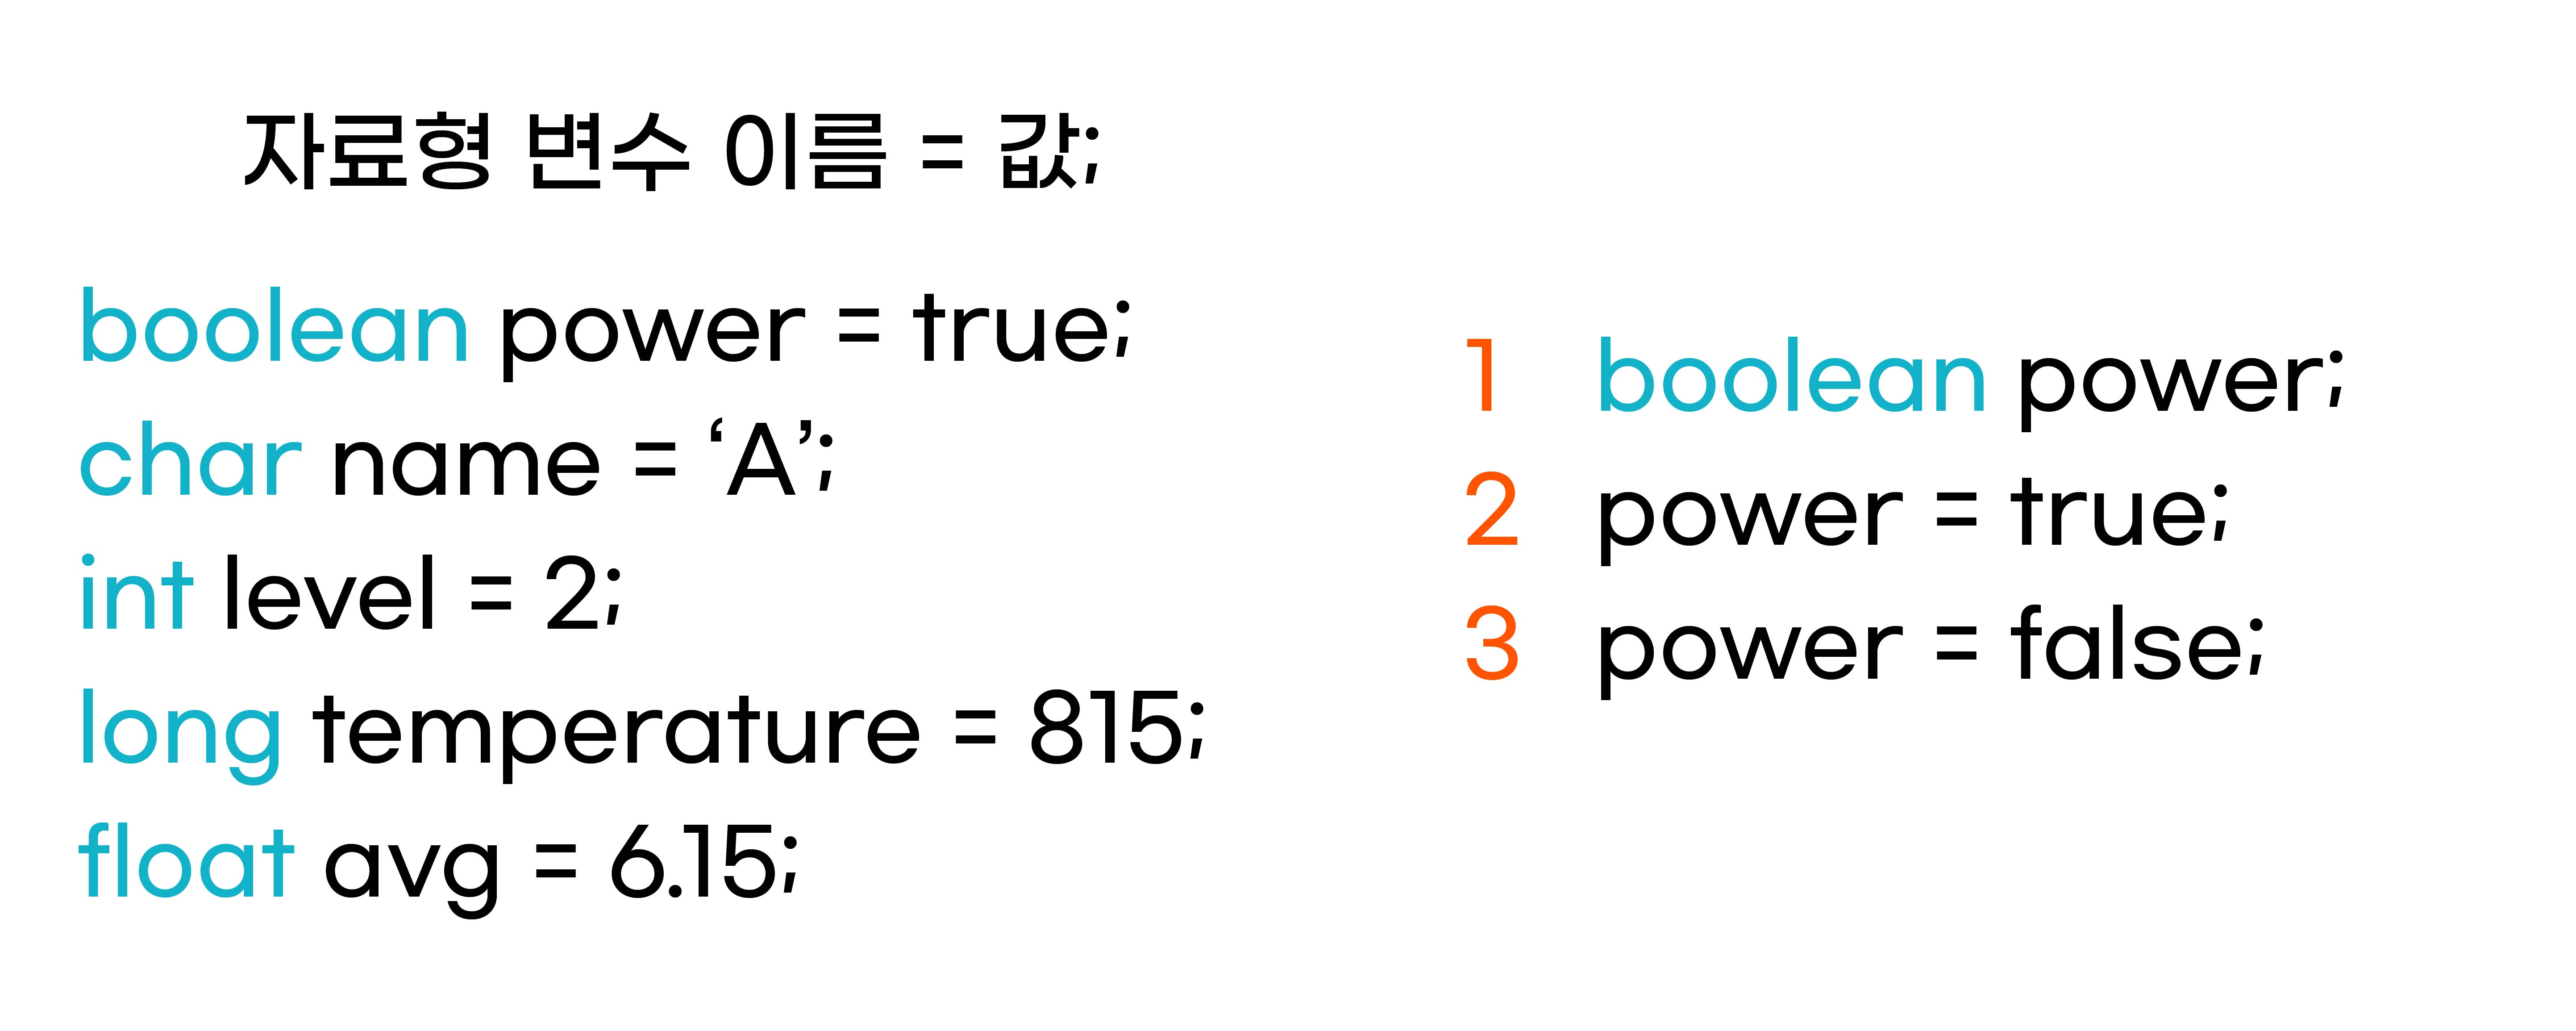 자료형 변수 이름 = 값;
boolean power = true;
char name = ‘A’;
int level = 2;
long temperature = 815;
float avg = 6.15;
1 boolean power;
2 power = true;
3 power = false;